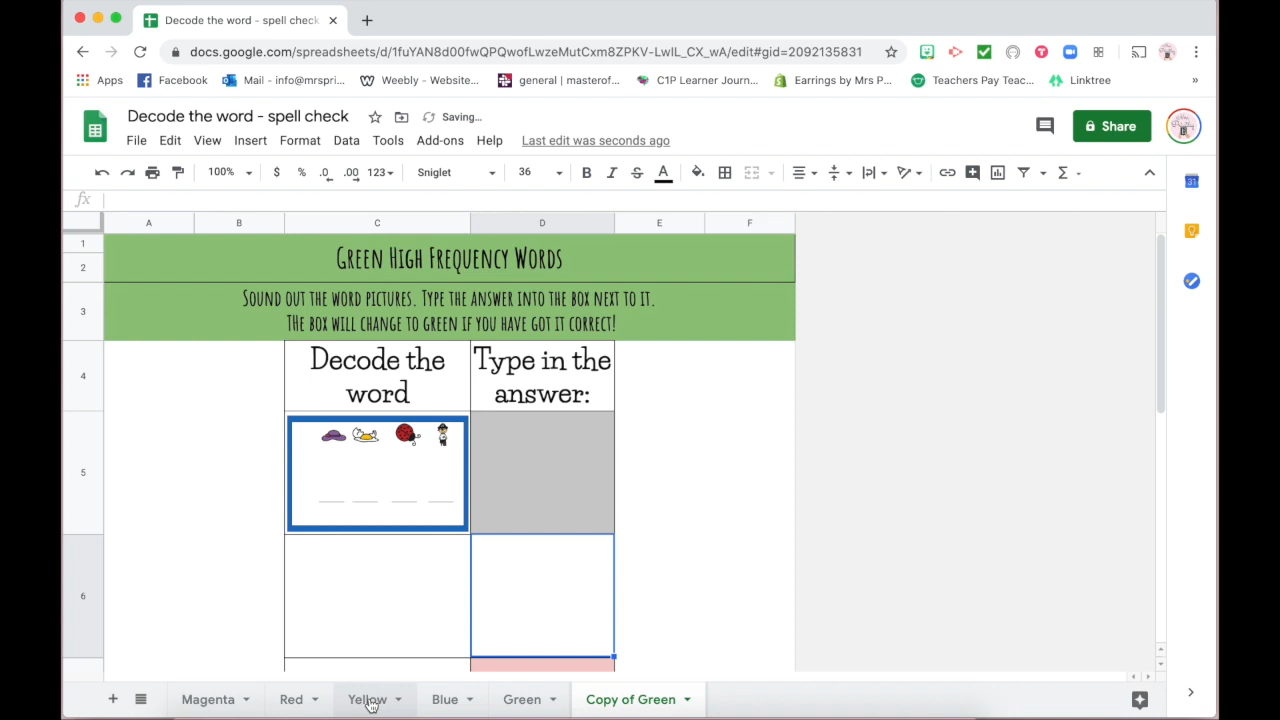 Decode the word - spell check
docs.google.com/spreadsheets/d/1fuYAN8d00fwQPQwofLwzeMutCxm8ZPKV-LwIL_CX_wA/edit#gid=2092135831
Apps Facebook Mail - info@mrspri... Weebly - Website... general | masterof... C1P Learner Journ... Earrings by Mrs P... Teachers Pay Teac... Linktree »
Decode the word - spell check Saving...
Share
File Edit View Insert Format Data Tools Add-ons Help Last edit was seconds ago
100% $ % .0 .00 123 Sniglet 36 B I S A Σ
fx
A B C D E F
1
Green High Frequency Words
2
Sound out the word pictures. Type the answer into the box next to it.
3
The box will change to green if you have got it correct!
Decode the Type in the
4
word answer:
5
6
+ Magenta Red Yellow Blue Green Copy of Green